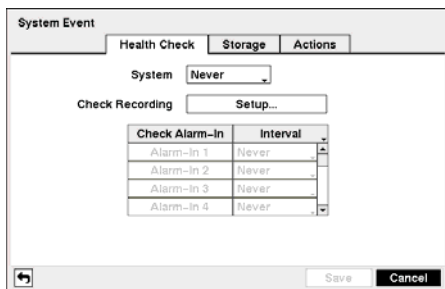 System Event
Health Check Storage Actions
System Never
Check Recording Setup...
Check Alarm-In Interval
Alarm-In 1 Never
Alarm-In 2 Never
Alarm-In 3 Never
Alarm-In 4 Never
Save Cancel